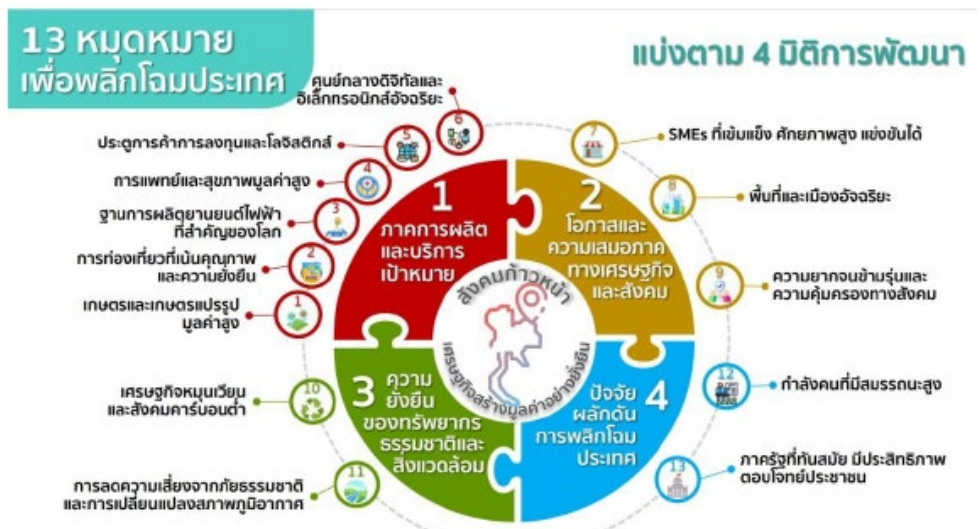 13 หมุดหมาย
เพื่อพลิกโฉมประเทศ
แบ่งตาม 4 มิติการพัฒนา
ศูนย์กลางดิจิทัลและ
อิเล็กทรอนิกส์อัจฉริยะ
6
ประตูการค้าการลงทุนและโลจิสติกส์
5
การแพทย์และสุขภาพมูลค่าสูง
4
ฐานการผลิตยานยนต์ไฟฟ้า
ที่สำคัญของโลก
3
การท่องเที่ยวที่เน้นคุณภาพ
และความยั่งยืน
2
เกษตรและเกษตรแปรรูป
มูลค่าสูง
1
1
ภาคการผลิต
และบริการ
เป้าหมาย
2
โอกาสและ
ความเสมอภาค
ทางเศรษฐกิจ
และสังคม
7
SMEs ที่เข้มแข็ง ศักยภาพสูง แข่งขันได้
8
พื้นที่และเมืองอัจฉริยะ
9
ความยากจนข้ามรุ่นและ
ความคุ้มครองทางสังคม
สังคมก้าวหน้า
เศรษฐกิจสร้างมูลค่าอย่างยั่งยืน
เศรษฐกิจหมุนเวียน
และสังคมคาร์บอนต่ำ
10
การลดความเสี่ยงจากภัยธรรมชาติ
และการเปลี่ยนแปลงสภาพภูมิอากาศ
11
3
ความ
ยั่งยืน
ของทรัพยากร
ธรรมชาติและ
สิ่งแวดล้อม
4
ปัจจัย
ผลักดัน
การพลิกโฉม
ประเทศ
12
กำลังคนที่มีสมรรถนะสูง
13
ภาครัฐที่ทันสมัย มีประสิทธิภาพ
ตอบโจทย์ประชาชน